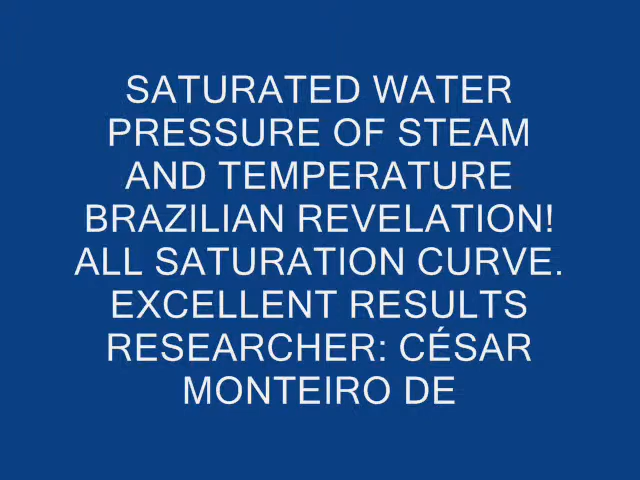 SATURATED WATER
PRESSURE OF STEAM
AND TEMPERATURE
BRAZILIAN REVELATION!
ALL SATURATION CURVE.
EXCELLENT RESULTS
RESEARCHER: CÉSAR
MONTEIRO DE